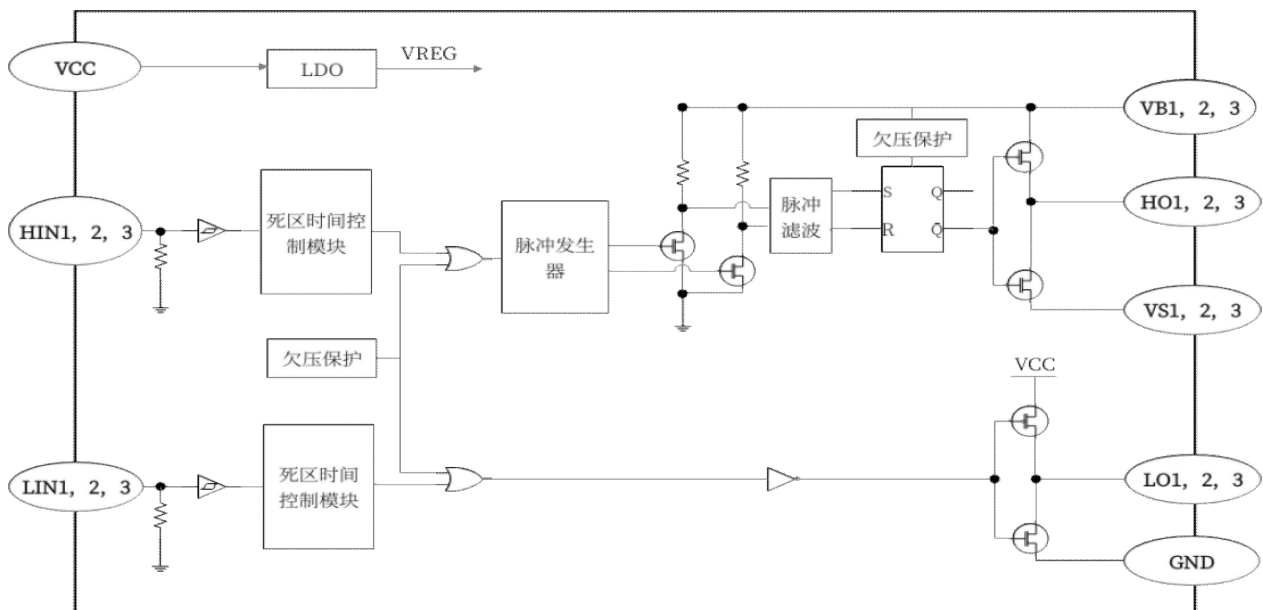 VCC
LDO
VREG
VB1, 2, 3
欠压保护
HIN1, 2, 3
死区时间控
制模块
脉冲发生
器
脉冲
滤波
S
Q
R
Q̄
HO1, 2, 3
VS1, 2, 3
欠压保护
VCC
LIN1, 2, 3
死区时间
控制模块
LO1, 2, 3
GND